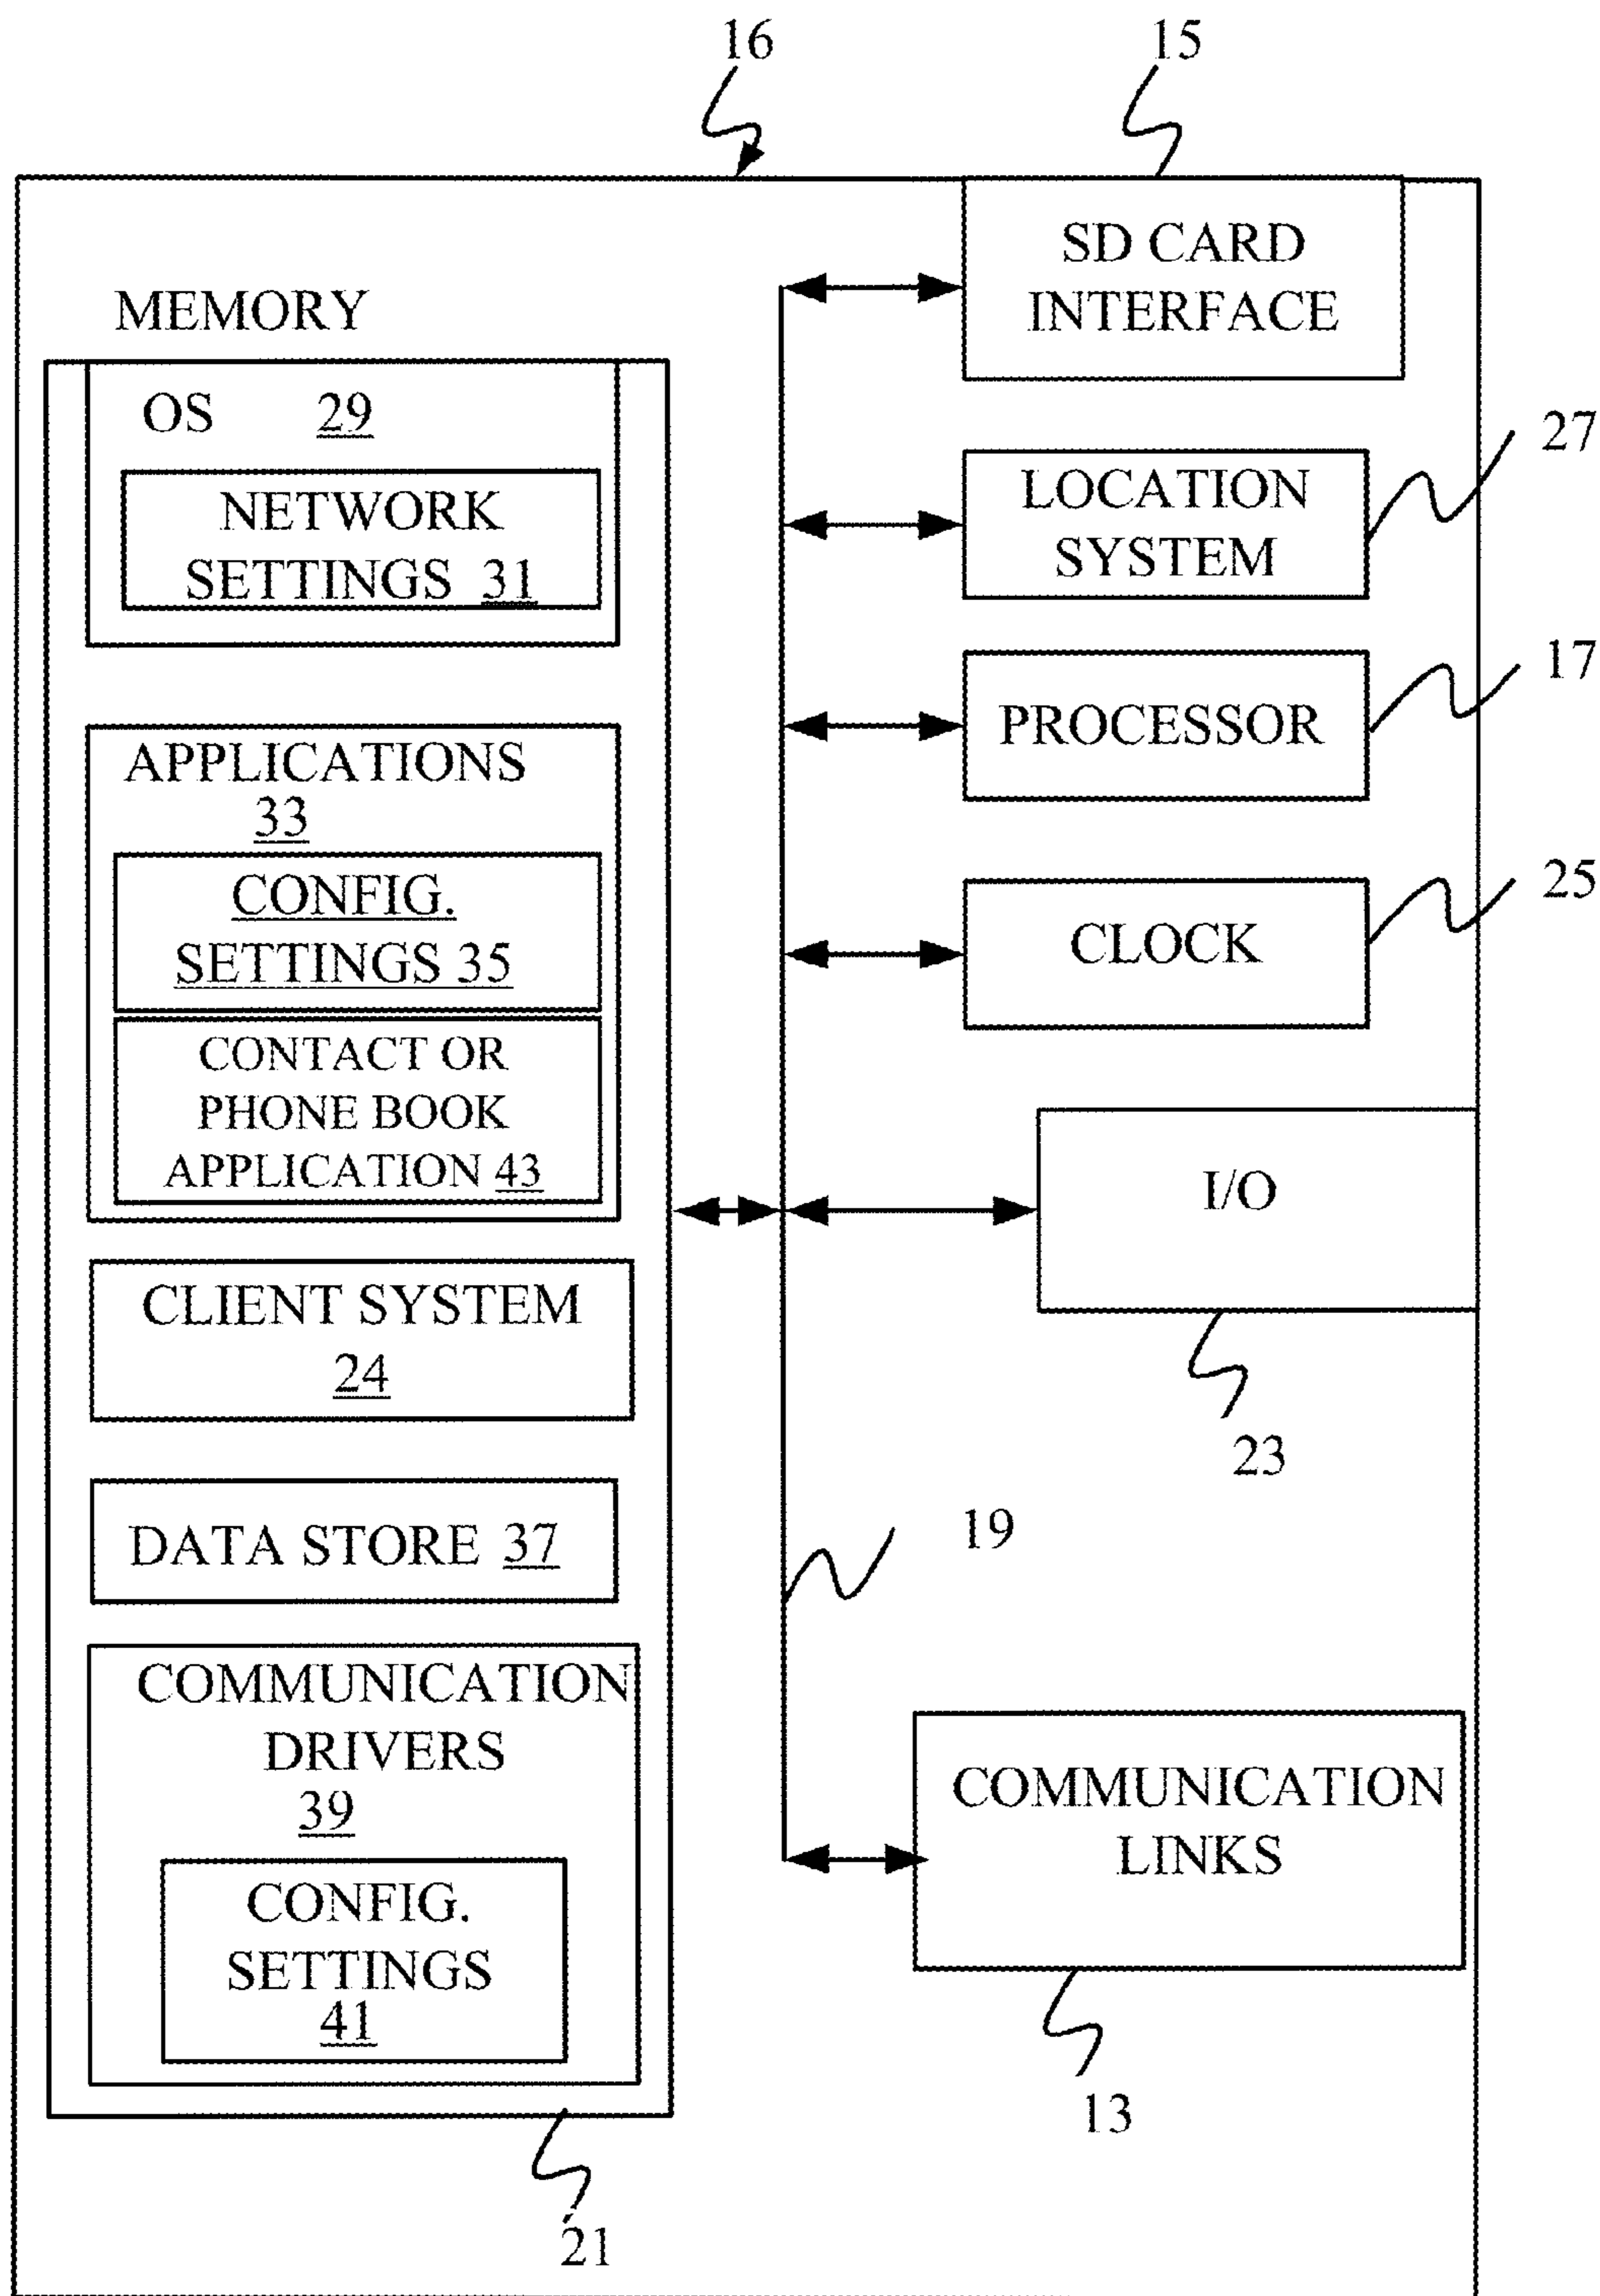 16
15
SD CARD
INTERFACE
MEMORY
OS 29
NETWORK
SETTINGS 31
27
LOCATION
SYSTEM
17
PROCESSOR
APPLICATIONS
33
CONFIG.
SETTINGS 35
25
CLOCK
CONTACT OR
PHONE BOOK
APPLICATION 43
I/O
23
CLIENT SYSTEM
24
19
DATA STORE 37
COMMUNICATION
DRIVERS
39
CONFIG.
SETTINGS
41
COMMUNICATION
LINKS
13
21